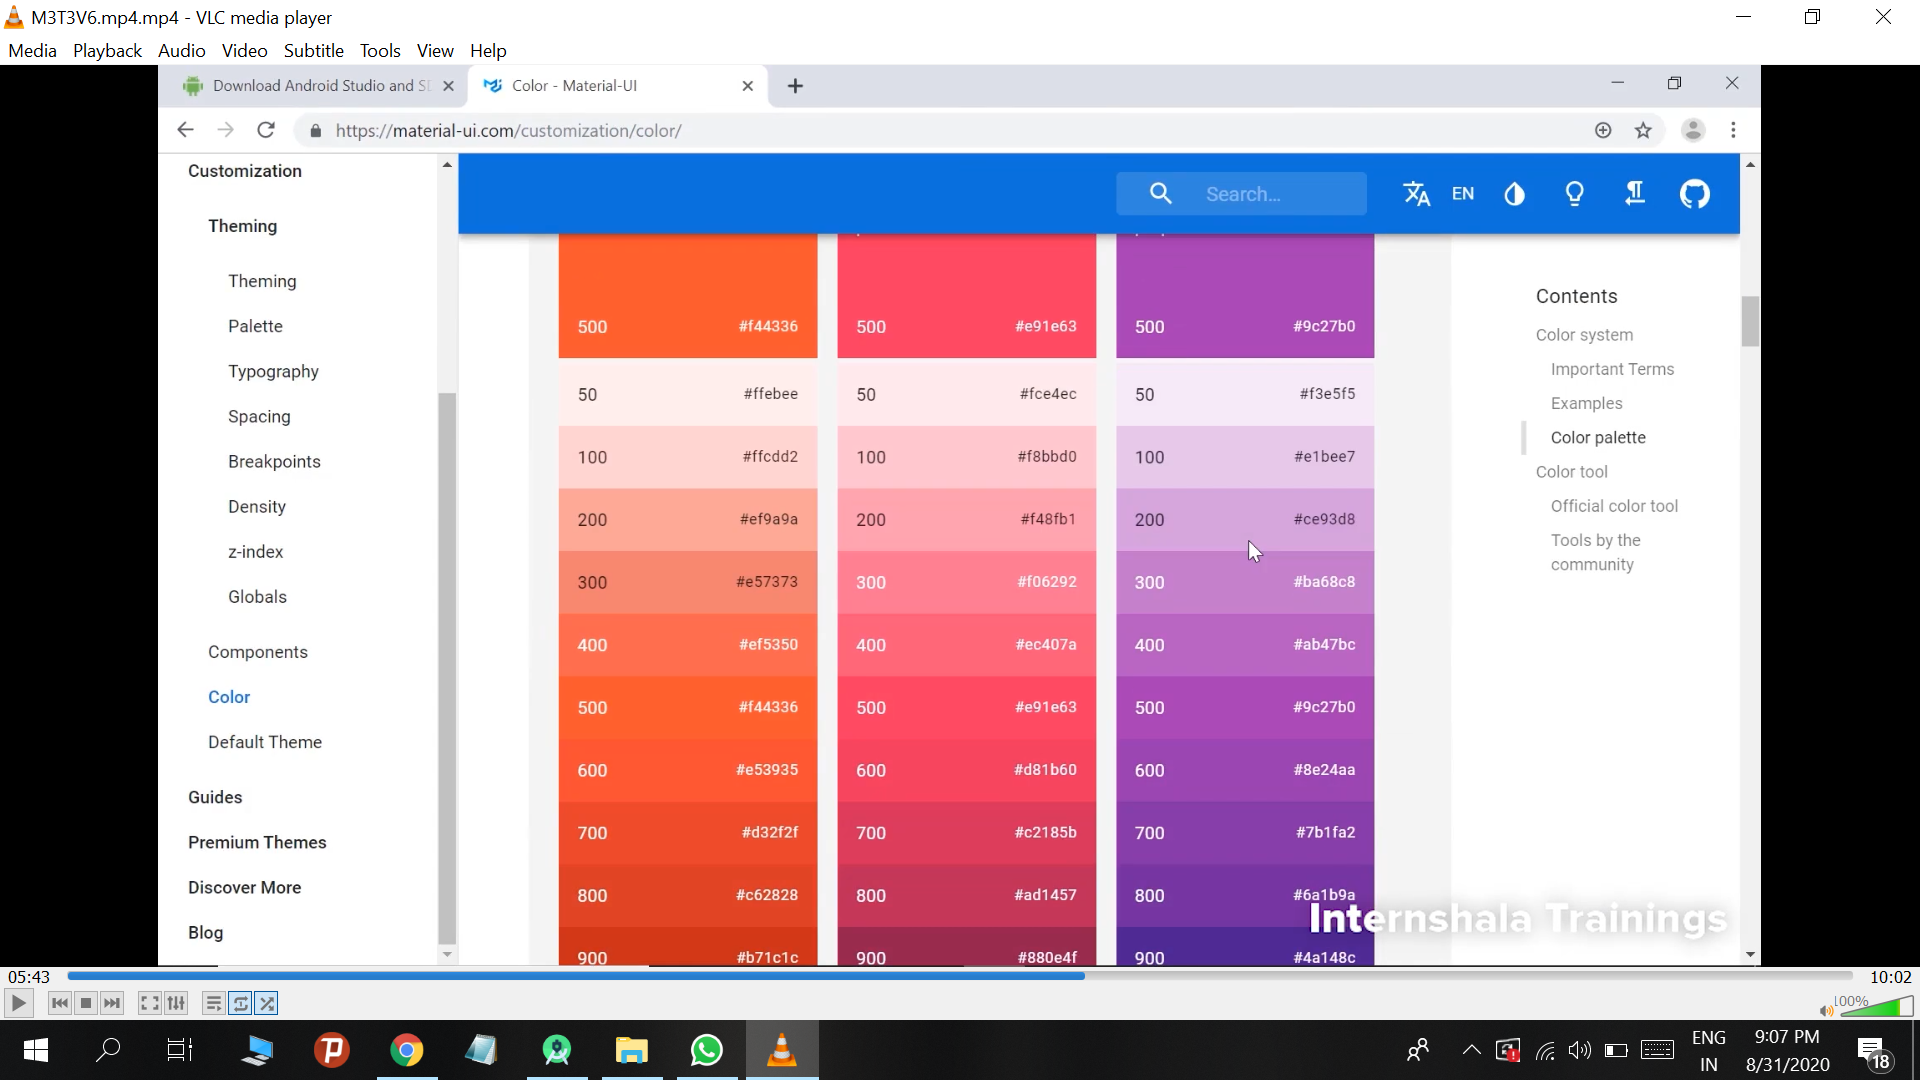 M3T3V6.mp4.mp4 - VLC media player
Media Playback Audio Video Subtitle Tools View Help
Download Android Studio and SD
Color - Material-UI
https://material-ui.com/customization/color/
Search...
EN
Customization
Theming
Theming
Palette
Typography
Spacing
Breakpoints
Density
z-index
Globals
Components
Color
Default Theme
Guides
Premium Themes
Discover More
Blog
500 #f44336
50 #ffebee
100 #ffcdd2
200 #ef9a9a
300 #e57373
400 #ef5350
500 #f44336
600 #e53935
700 #d32f2f
800 #c62828
900 #b71c1c
500 #e91e63
50 #fce4ec
100 #f8bbd0
200 #f48fb1
300 #f06292
400 #ec407a
500 #e91e63
600 #d81b60
700 #c2185b
800 #ad1457
900 #880e4f
500 #9c27b0
50 #f3e5f5
100 #e1bee7
200 #ce93d8
300 #ba68c8
400 #ab47bc
500 #9c27b0
600 #8e24aa
700 #7b1fa2
800 #6a1b9a
900 #4a148c
Contents
Color system
Important Terms
Examples
Color palette
Color tool
Official color tool
Tools by the
community
Internshala Trainings
05:43
10:02
100%
ENG
IN
9:07 PM
8/31/2020
18